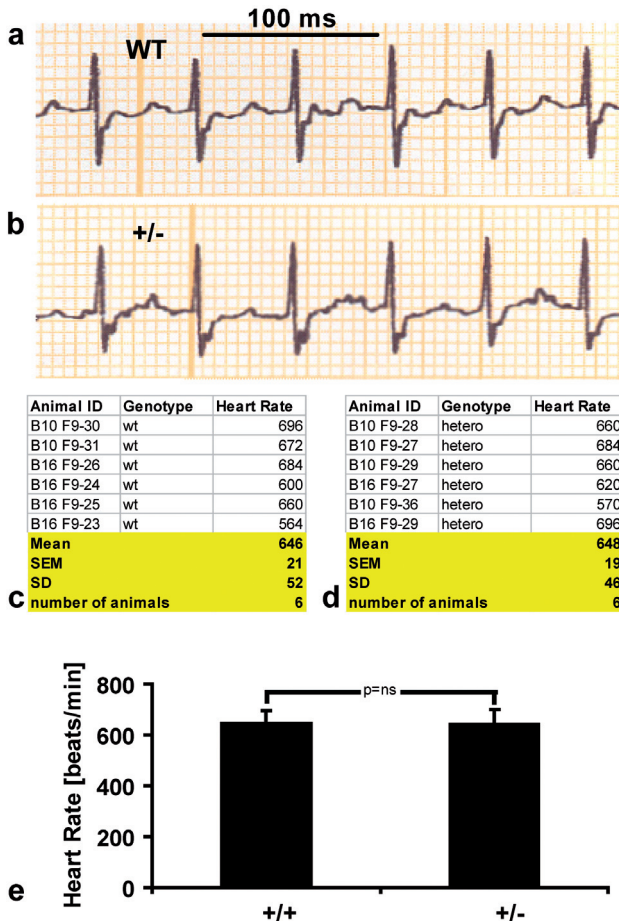 a
WT
100 ms
b
+/-
Animal ID Genotype Heart Rate
B10 F9-30 wt 696
B10 F9-31 wt 672
B16 F9-26 wt 684
B16 F9-24 wt 600
B16 F9-25 wt 660
B16 F9-23 wt 564
Mean 646
SEM 21
SD 52
number of animals 6
c
Animal ID Genotype Heart Rate
B10 F9-28 hetero 660
B10 F9-27 hetero 684
B10 F9-29 hetero 660
B16 F9-27 hetero 620
B10 F9-36 hetero 570
B16 F9-29 hetero 696
Mean 648
SEM 19
SD 46
number of animals 6
d
Heart Rate [beats/min]
800
600
400
200
0
p=ns
+/+
+/-
e